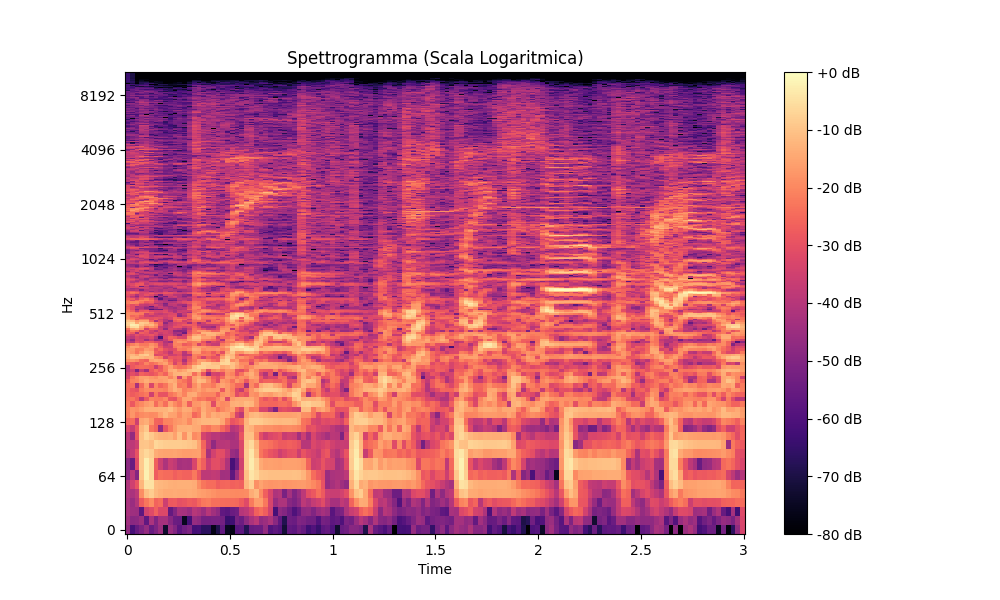 Spettrogramma (Scala Logaritmica)
8192
4096
2048
1024
512
256
128
64
0
Hz
0
0.5
1
1.5
2
2.5
3
Time
+0 dB
-10 dB
-20 dB
-30 dB
-40 dB
-50 dB
-60 dB
-70 dB
-80 dB